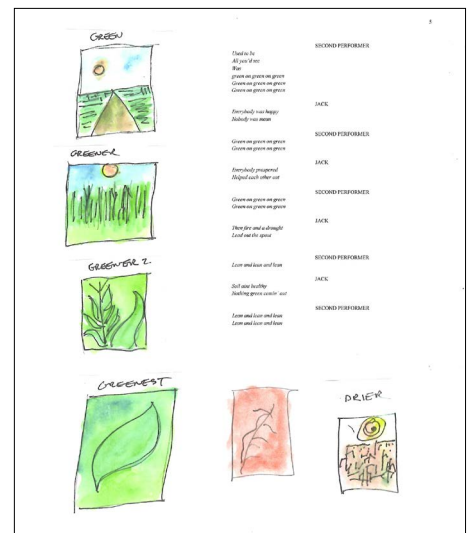 5
GREEN
SECOND PERFORMER
Used to be
All you'd see
Was
green on green on green
Green on green on green
Green on green on green
JACK
Everybody was happy
Nobody was mean
GREENER
SECOND PERFORMER
Green on green on green
Green on green on green
JACK
Everybody prospered
Helped each other out
SECOND PERFORMER
Green on green on green
Green on green on green
JACK
Then fire and a drought
Lead out the
GREENER 2.
SECOND PERFORMER
Lean and lean and lean
JACK
Soil aint healthy
Nothing green comin' out
SECOND PERFORMER
Lean and lean and lean
Lean and lean and lean
GREENEST
DRIER